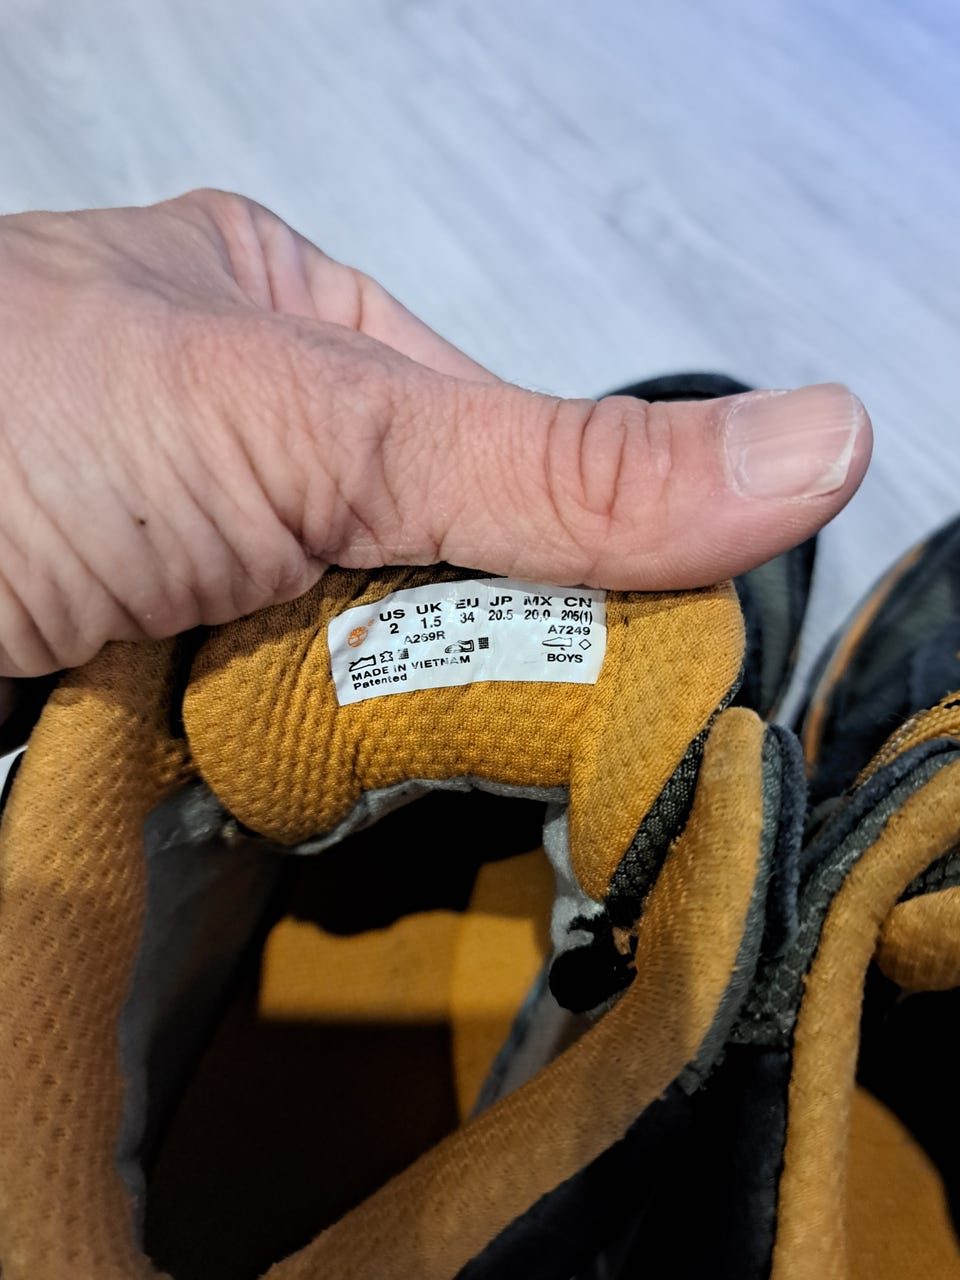 US UK EU JP MX CN
2 1.5 34 20.5 20.0 205(1)
A269R A7249
MADE IN VIETNAM BOYS
Patented